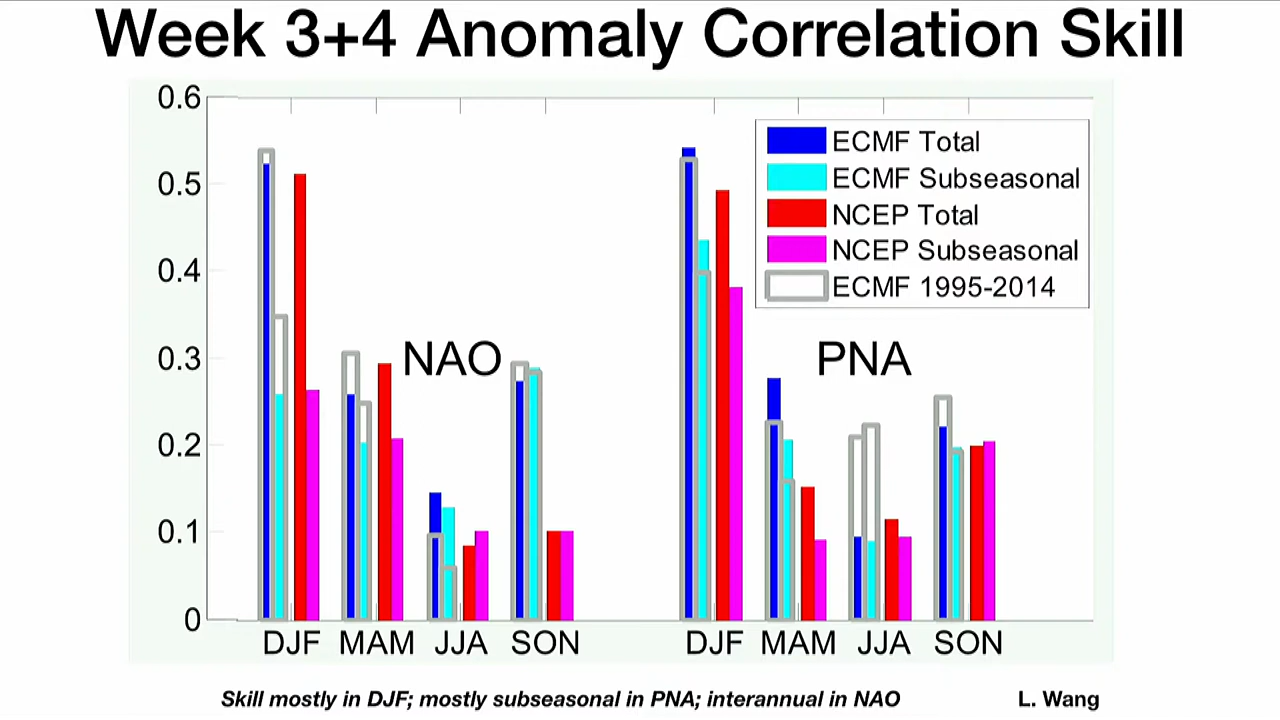 Week 3+4 Anomaly Correlation Skill
0.6
0.5
0.4
0.3
0.2
0.1
0
ECMF Total
ECMF Subseasonal
NCEP Total
NCEP Subseasonal
ECMF 1995-2014
NAO
PNA
DJF MAM JJA SON DJF MAM JJA SON
Skill mostly in DJF; mostly subseasonal in PNA; interannual in NAO
L. Wang